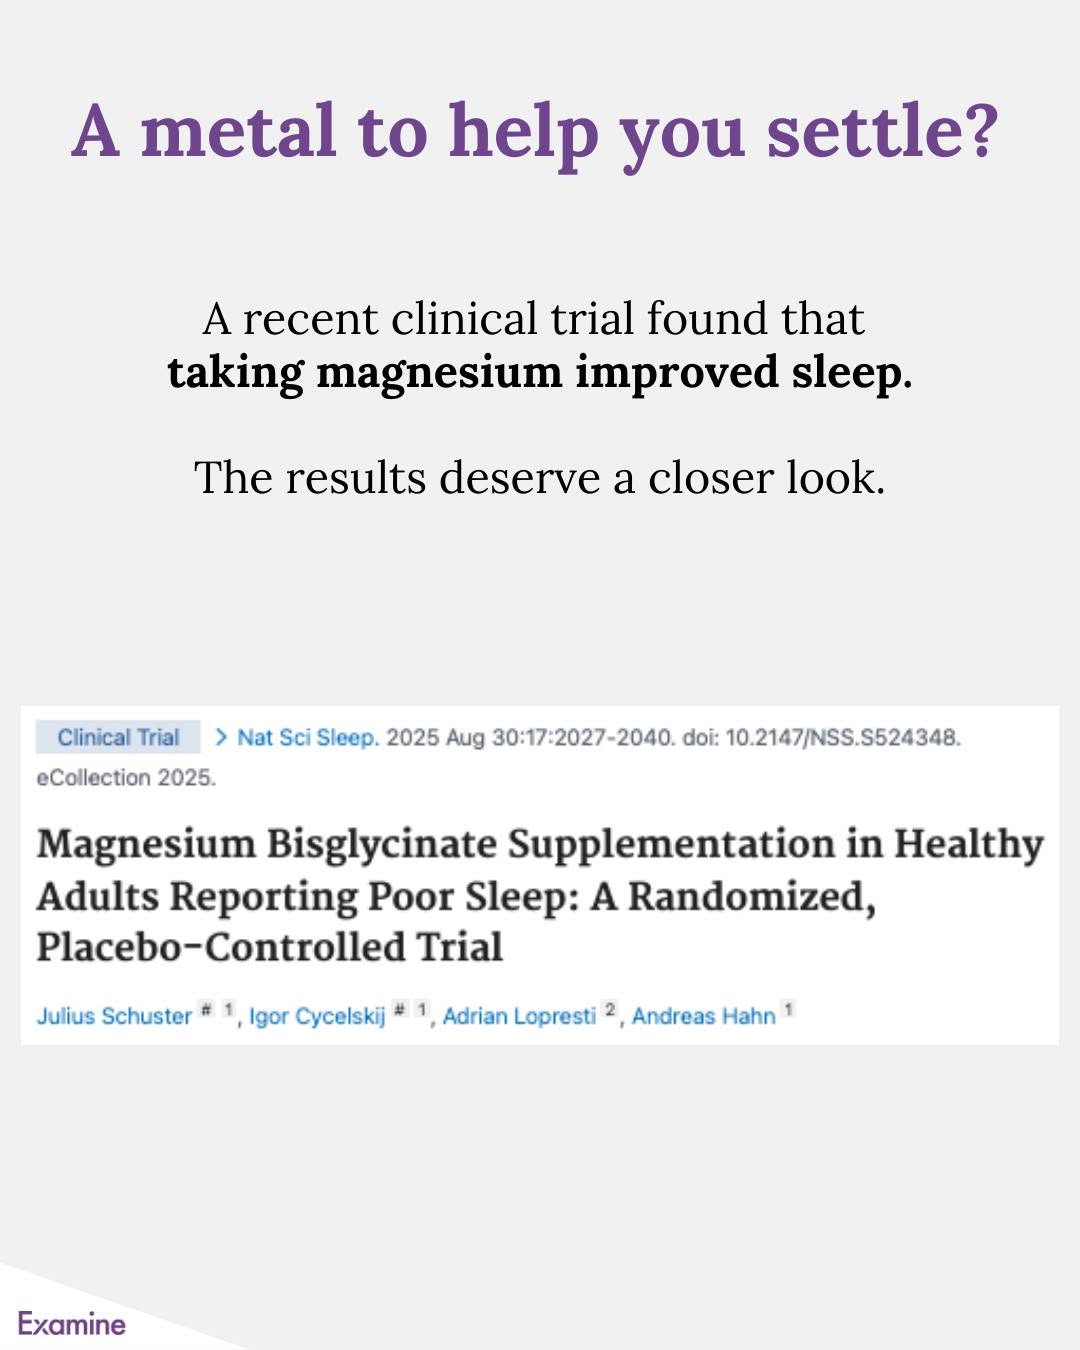 A metal to help you settle?
A recent clinical trial found that
taking magnesium improved sleep.
The results deserve a closer look.
Clinical Trial > Nat Sci Sleep. 2025 Aug 30:17:2027-2040. doi: 10.2147/NSS.S524348.
eCollection 2025.
Magnesium Bisglycinate Supplementation in Healthy
Adults Reporting Poor Sleep: A Randomized,
Placebo-Controlled Trial
Julius Schuster # 1, Igor Cycelskij # 1, Adrian Lopresti 2, Andreas Hahn 1
Examine